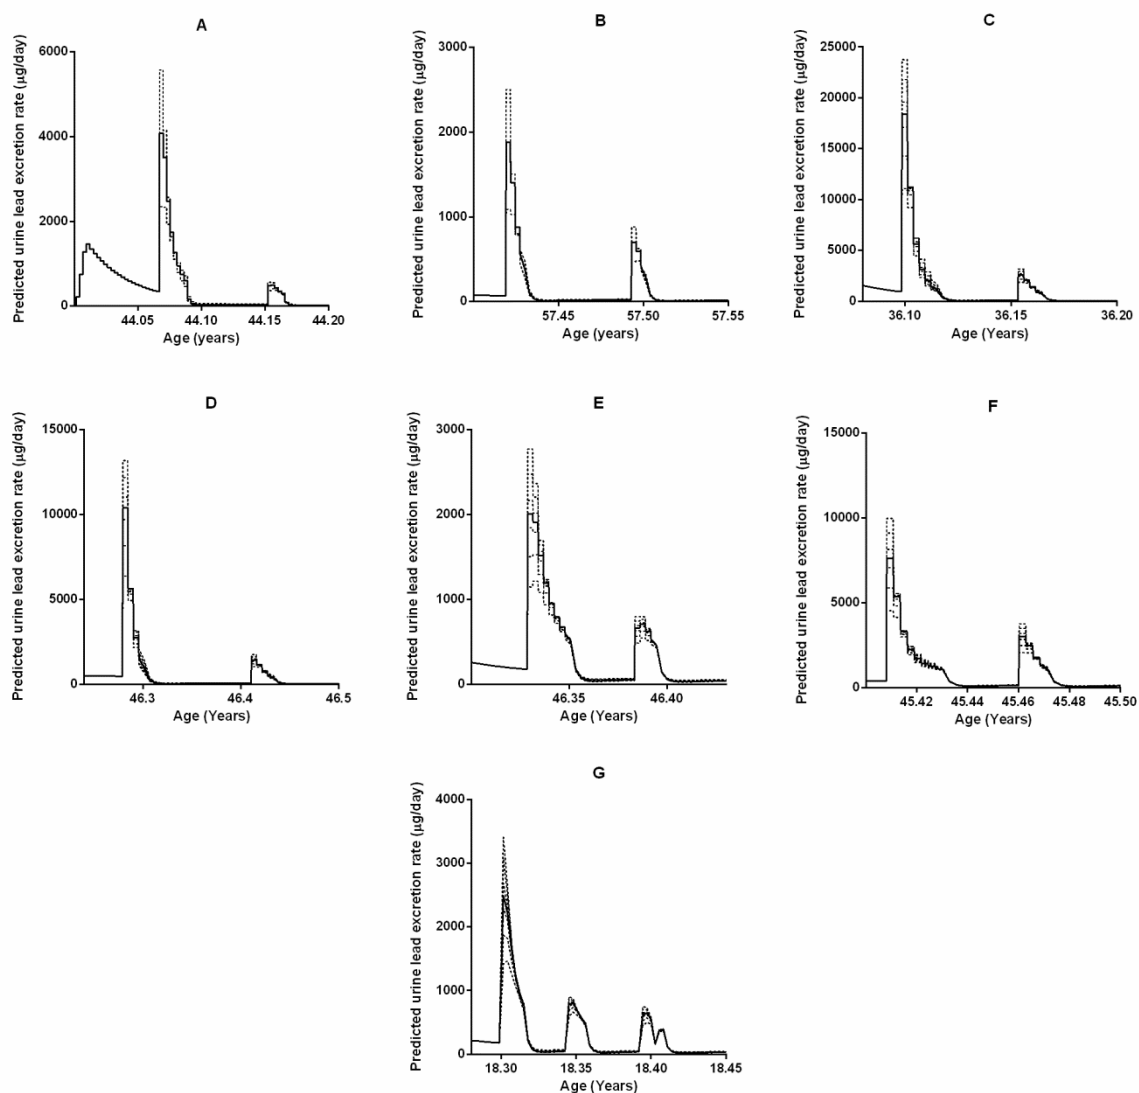 A
Predicted urine lead excretion rate (µg/day)
6000
4000
2000
0
44.05 44.10 44.15 44.20
Age (years)
B
Predicted urine lead excretion rate (µg/day)
3000
2000
1000
0
57.45 57.50 57.55
Age (years)
C
Predicted urine lead excretion rate (µg/day)
25000
20000
15000
10000
5000
0
36.10 36.15 36.20
Age (Years)
D
Predicted urine lead excretion rate (µg/day)
15000
10000
5000
0
46.3 46.4 46.5
Age (Years)
E
Predicted urine lead excretion rate (µg/day)
3000
2000
1000
0
46.35 46.40
Age (Years)
F
Predicted urine lead excretion rate (µg/day)
15000
10000
5000
0
45.42 45.44 45.46 45.48 45.50
Age (Years)
G
Predicted urine lead excretion rate (µg/day)
4000
3000
2000
1000
0
18.30 18.35 18.40 18.45
Age (Years)